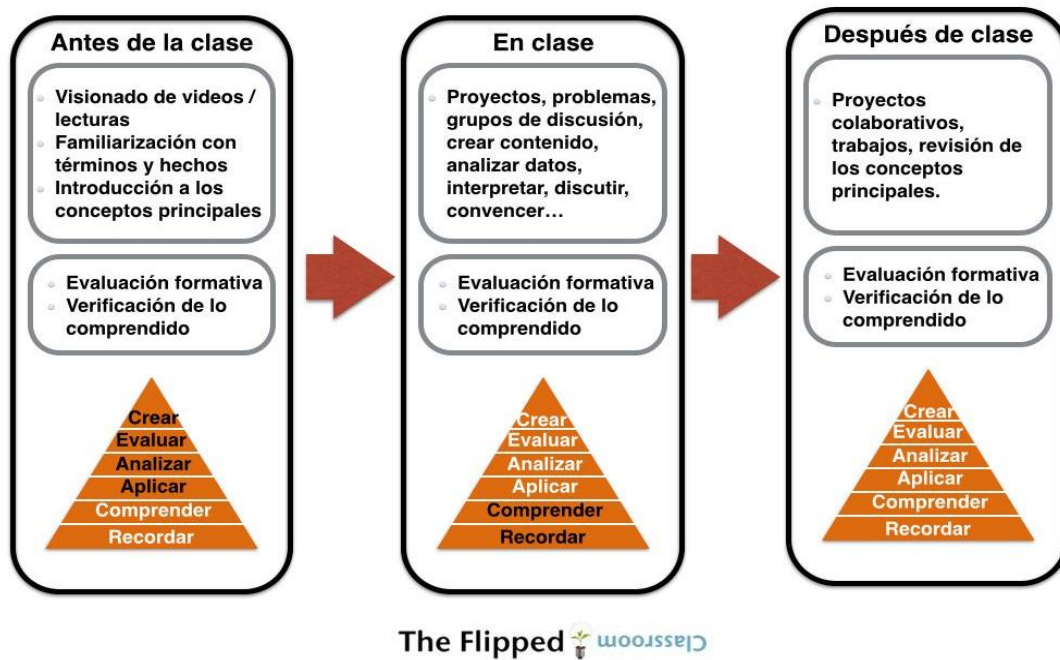 Antes de la clase
Visionado de videos /
lecturas
Familiarización con
términos y hechos
Introducción a los
conceptos principales
Evaluación formativa
Verificación de lo
comprendido
Crear
Evaluar
Analizar
Aplicar
Comprender
Recordar
En clase
Proyectos, problemas,
grupos de discusión,
crear contenido,
analizar datos,
interpretar, discutir,
convencer…
Evaluación formativa
Verificación de lo
comprendido
Crear
Evaluar
Analizar
Aplicar
Comprender
Recordar
Después de clase
Proyectos
colaborativos,
trabajos, revisión de
los conceptos
principales.
Evaluación formativa
Verificación de lo
comprendido
Crear
Evaluar
Analizar
Aplicar
Comprender
Recordar
The Flipped Classroom